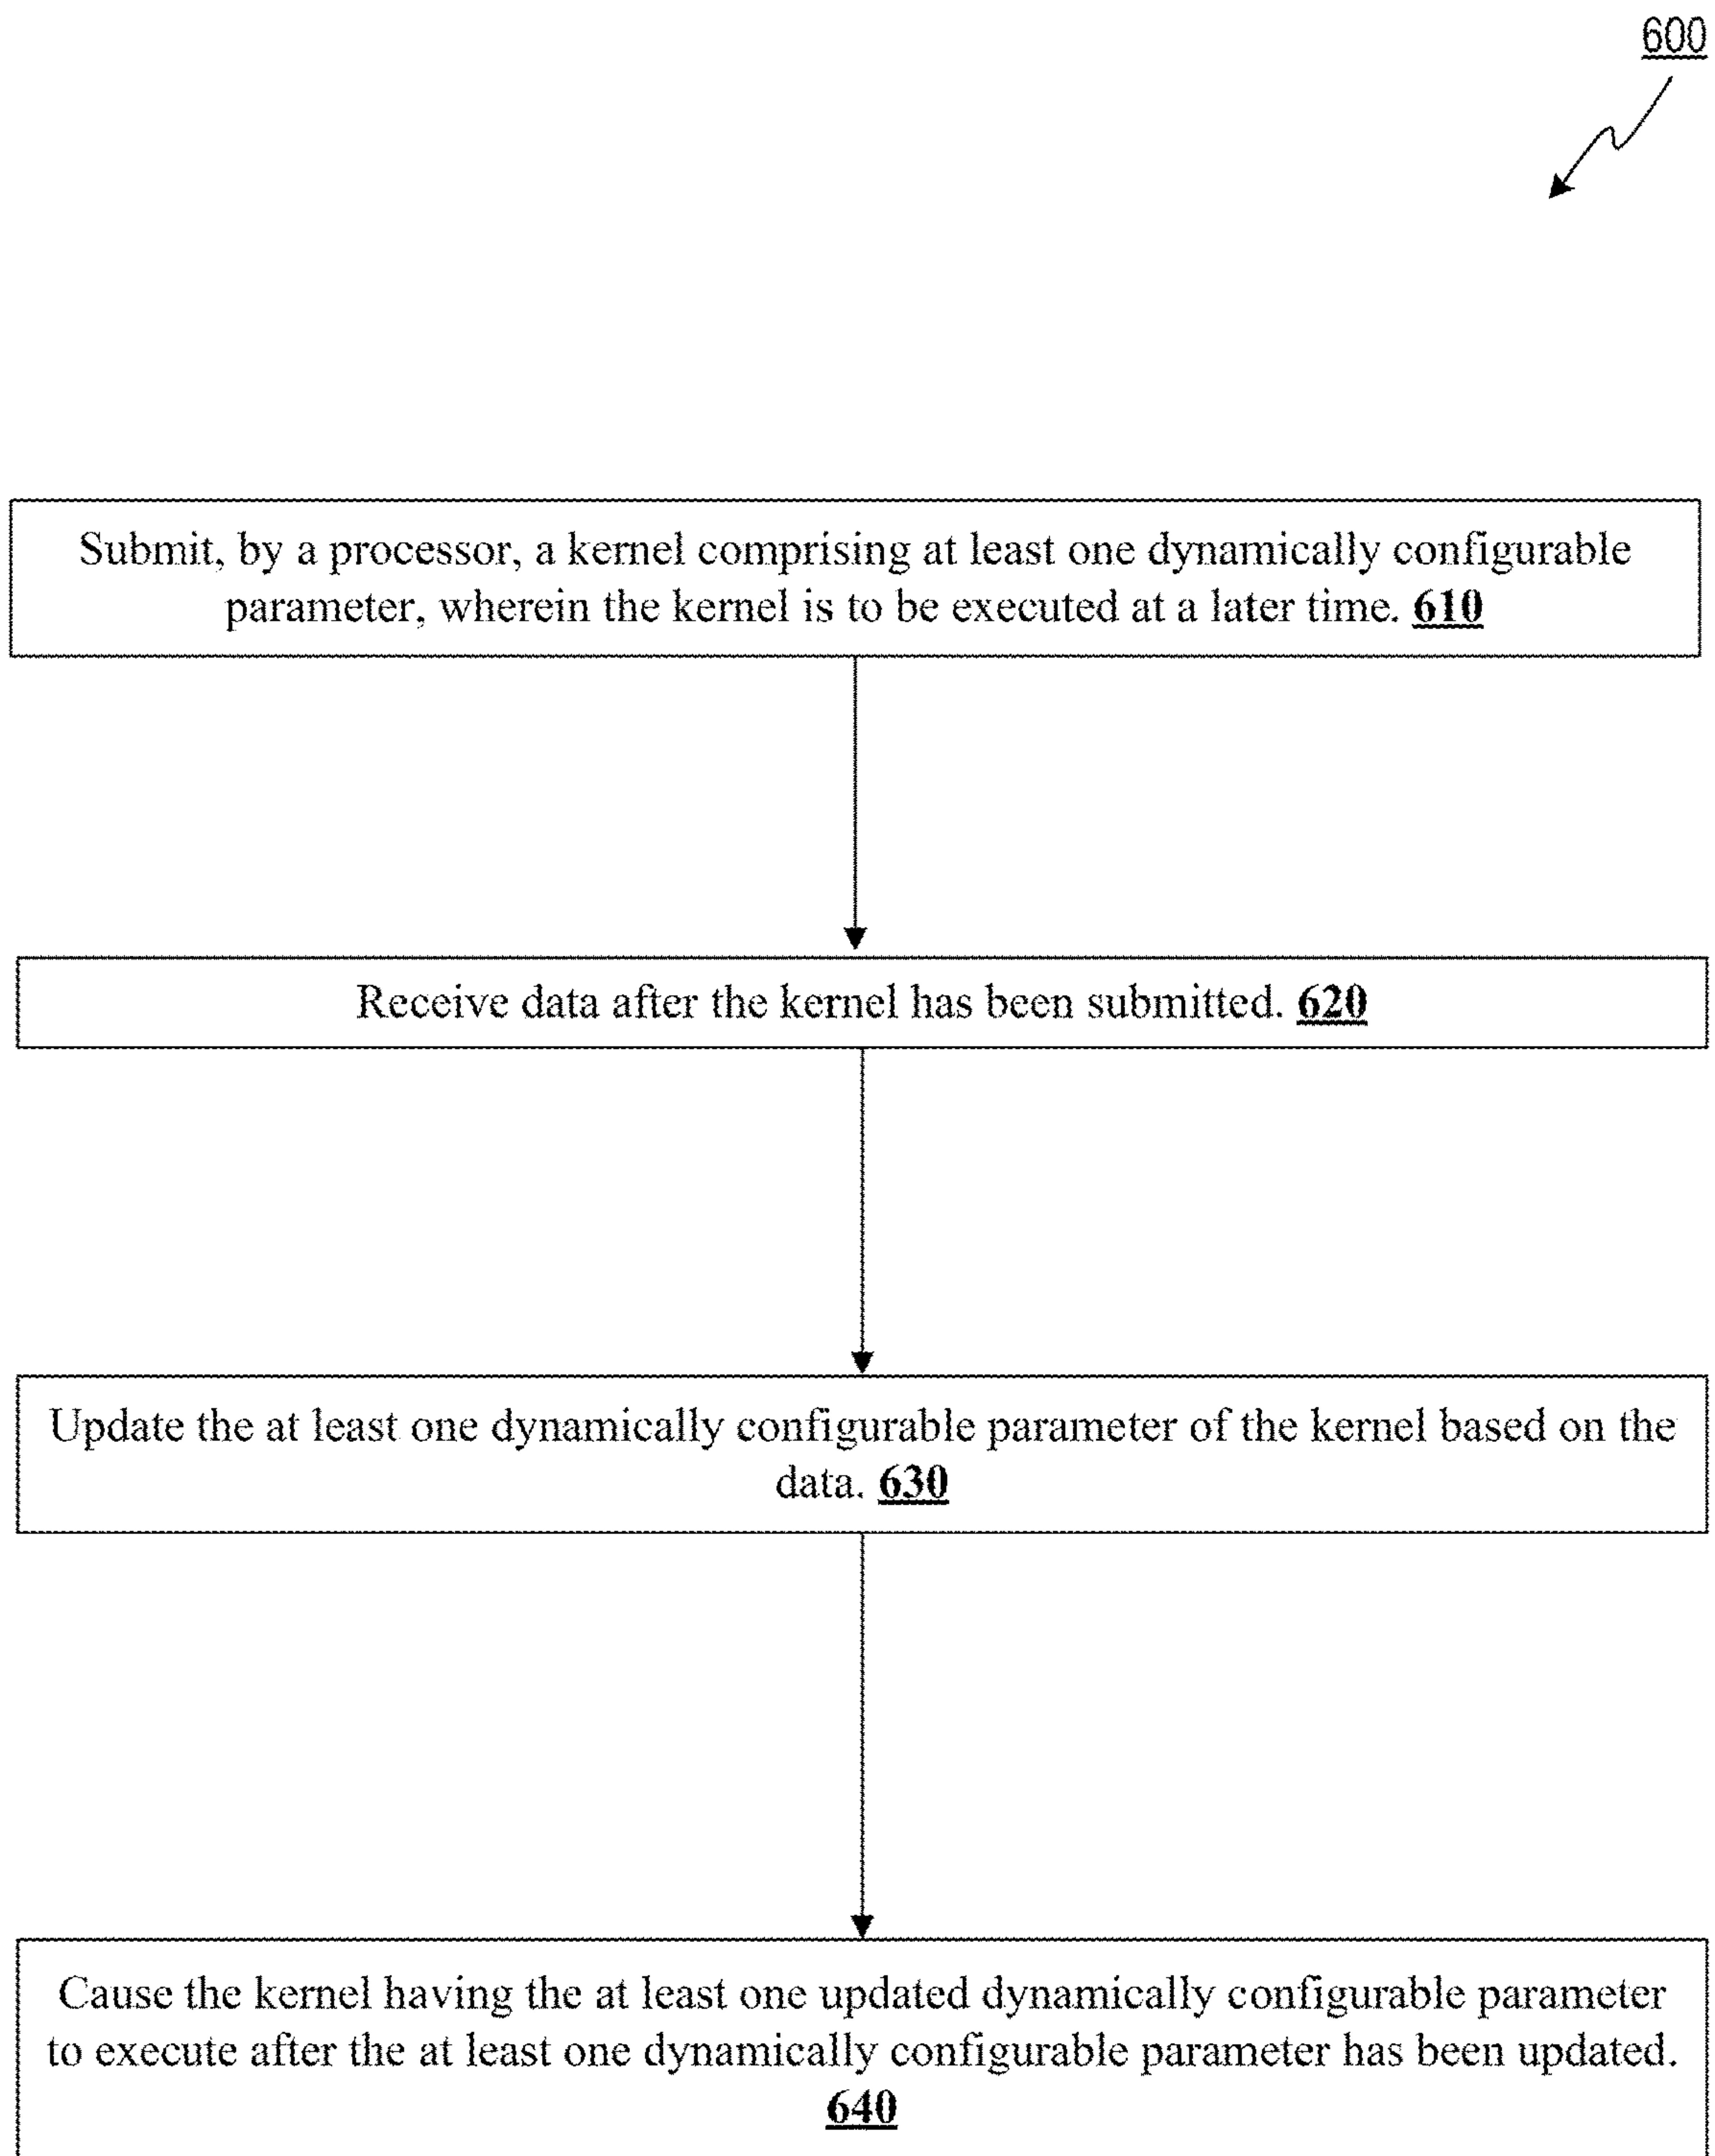 600
Submit, by a processor, a kernel comprising at least one dynamically configurable
parameter, wherein the kernel is to be executed at a later time. 610
Receive data after the kernel has been submitted. 620
Update the at least one dynamically configurable parameter of the kernel based on the
data. 630
Cause the kernel having the at least one updated dynamically configurable parameter
to execute after the at least one dynamically configurable parameter has been updated.
640